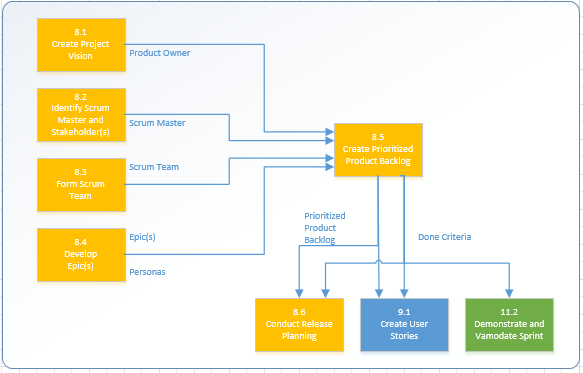 8.1
Create Project
Vision
Product Owner
8.2
Identify Scrum
Master and
Stakeholder(s)
Scrum Master
8.3
Form Scrum
Team
Scrum Team
8.4
Develop
Epic(s)
Epic(s)
Personas
8.5
Create Prioritized
Product Backlog
Prioritized
Product
Backlog
Done Criteria
8.6
Conduct Release
Planning
9.1
Create User
Stories
11.2
Demonstrate and
Vamodate Sprint